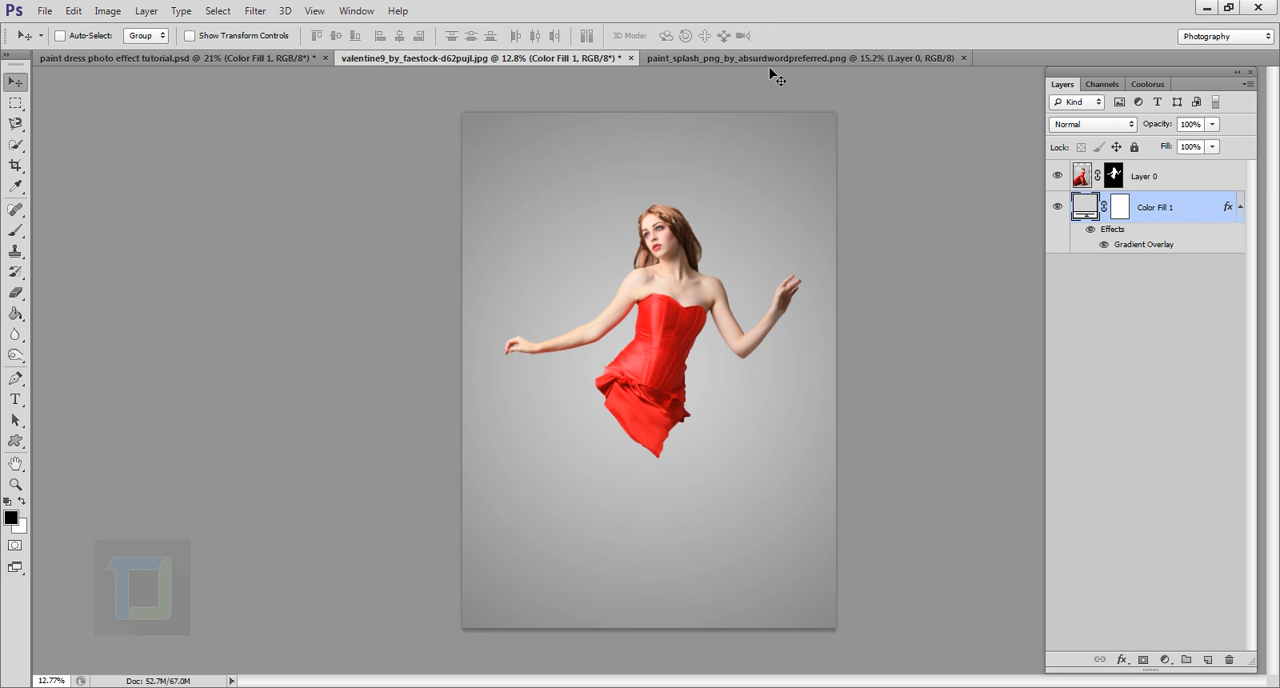 Ps File Edit Image Layer Type Select Filter 3D View Window Help
Auto-Select: Group Show Transform Controls 3D Mode: Photography
paint dress photo effect tutorial.psd @ 21% (Color Fill 1, RGB/8*) * × valentine9_by_faestock-d62pujl.jpg @ 12.8% (Color Fill 1, RGB/8*) * × paint_splash_png_by_absurdwordpreferred.png @ 15.2% (Layer 0, RGB/8) ×
Layers Channels Coolorus
Kind
Normal Opacity: 100%
Lock: Fill: 100%
Layer 0
Color Fill 1 fx
Effects
Gradient Overlay
12.77% Doc: 52.7M/67.0M